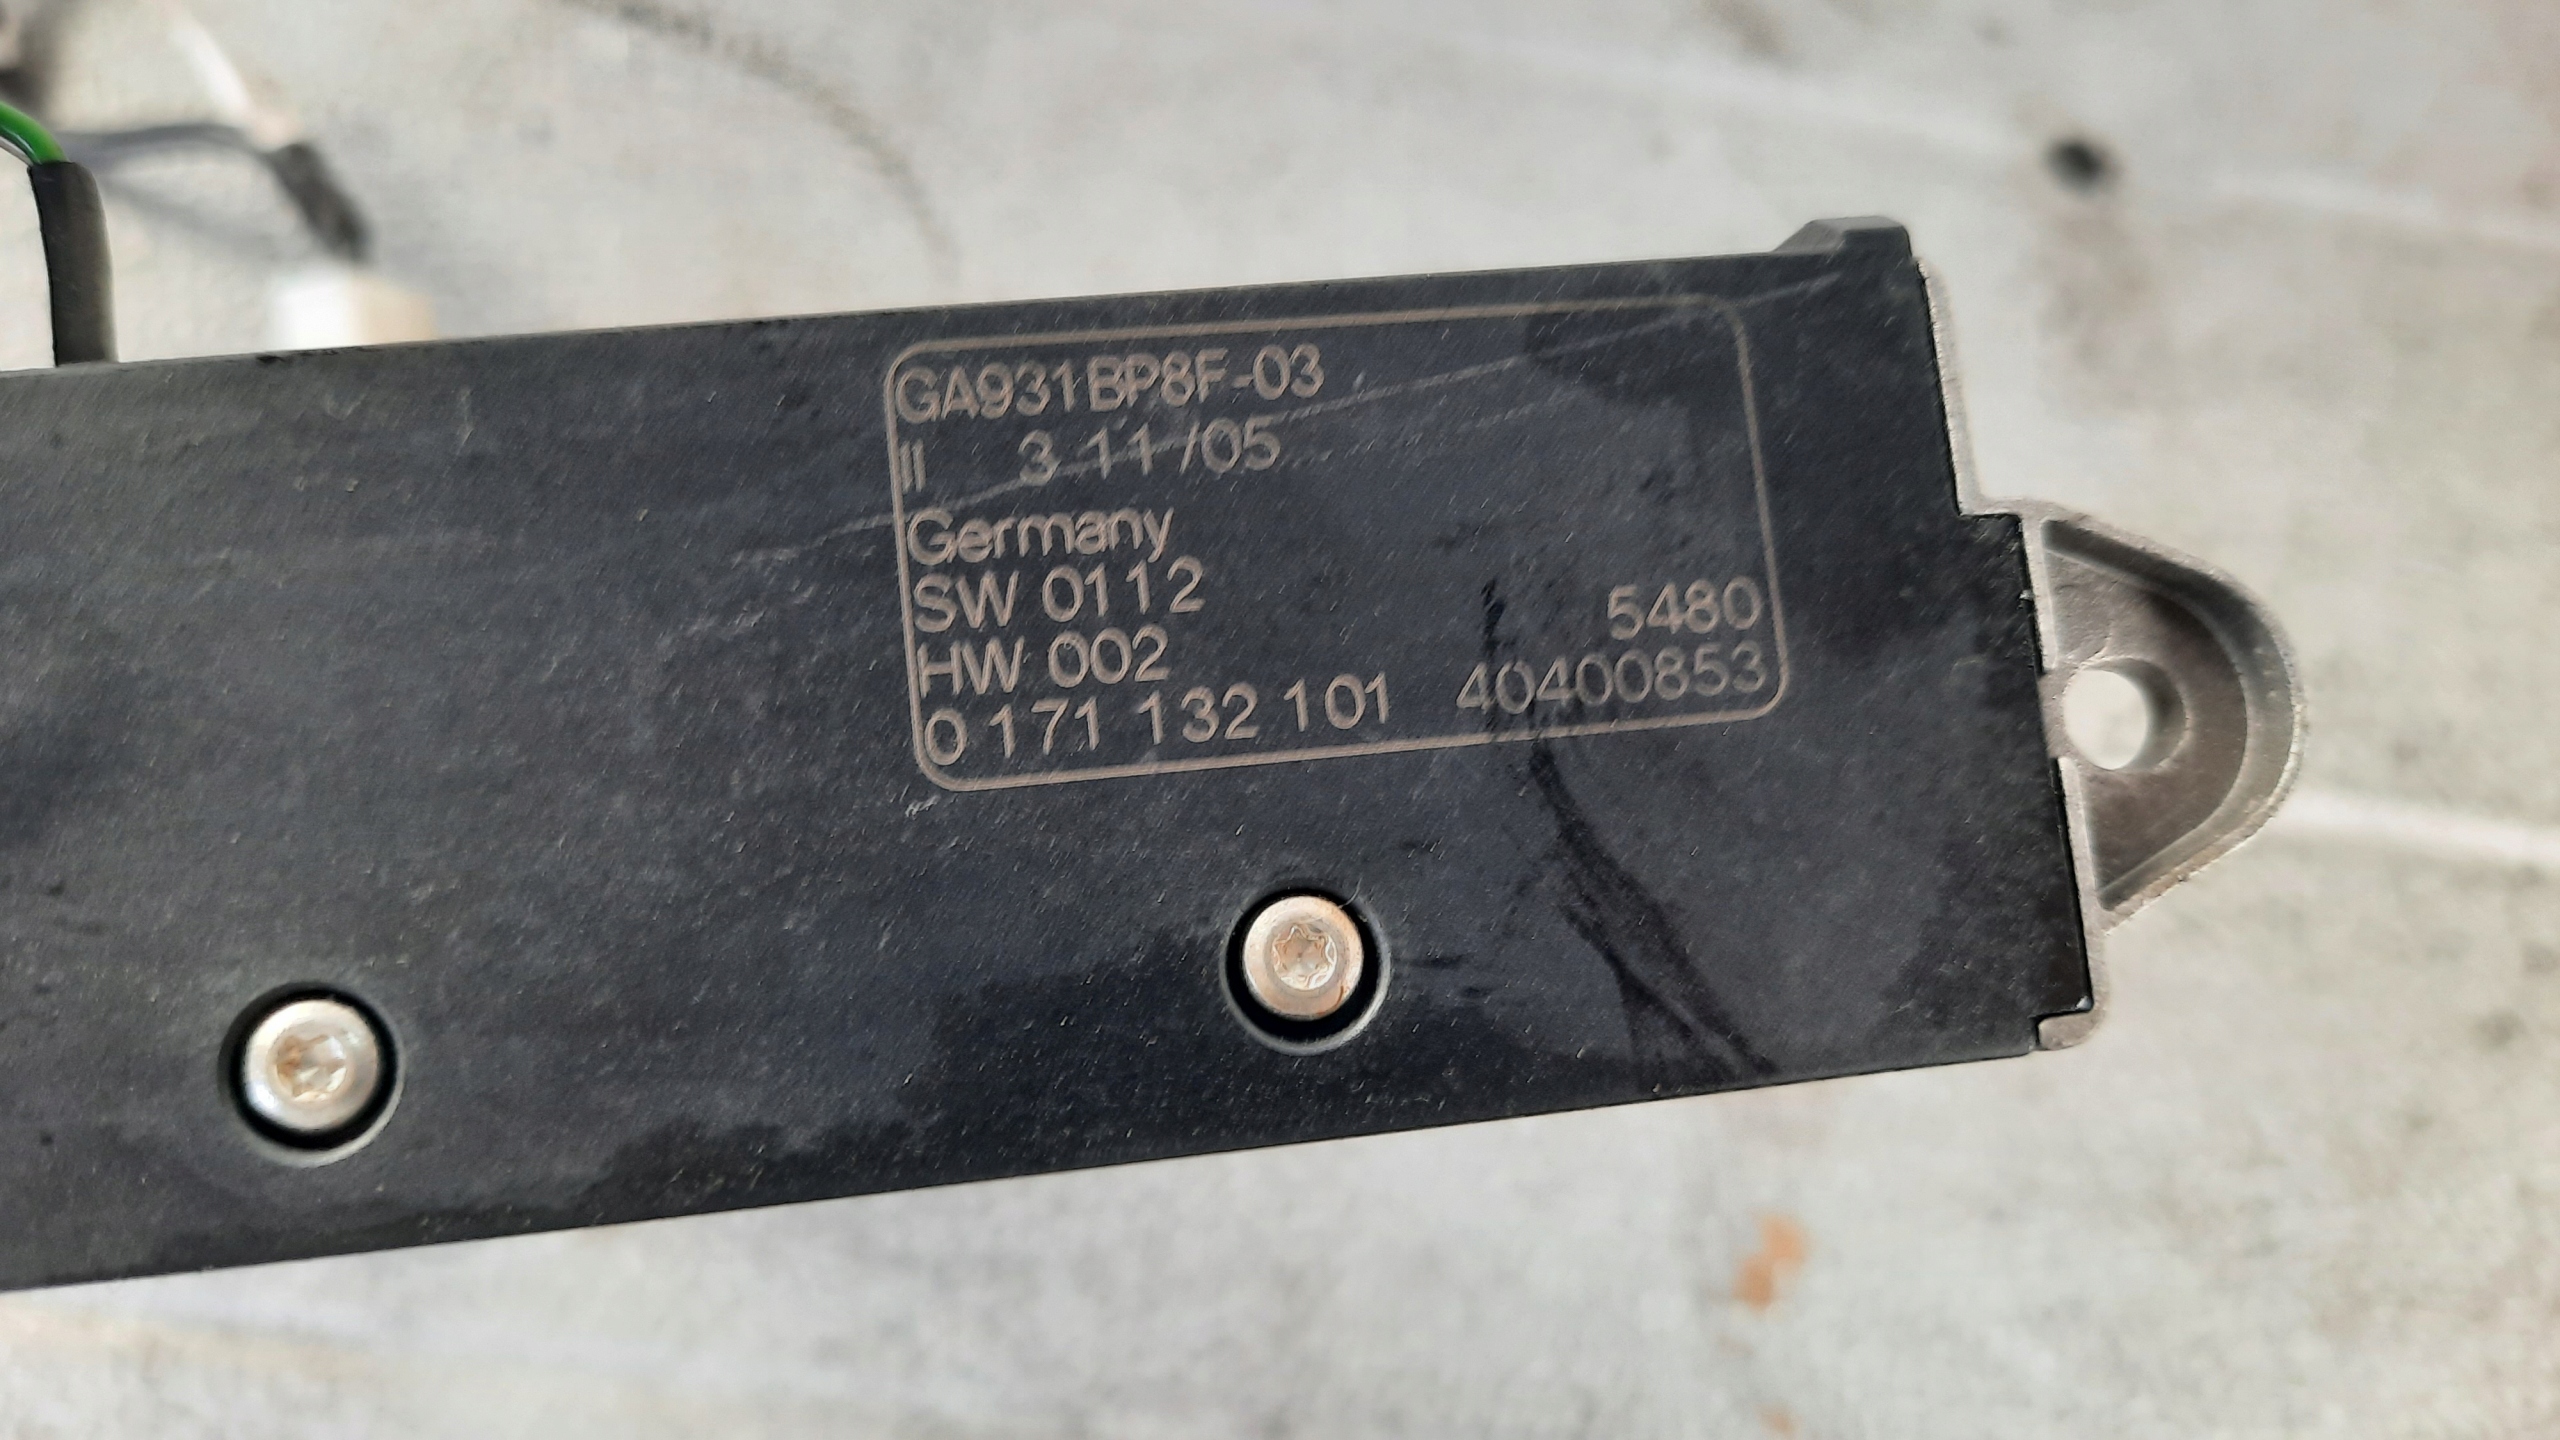 GA931BP8F-03
II 3 11 /05
Germany
SW 0112
HW 002 5480
0 171 132 101 40400853